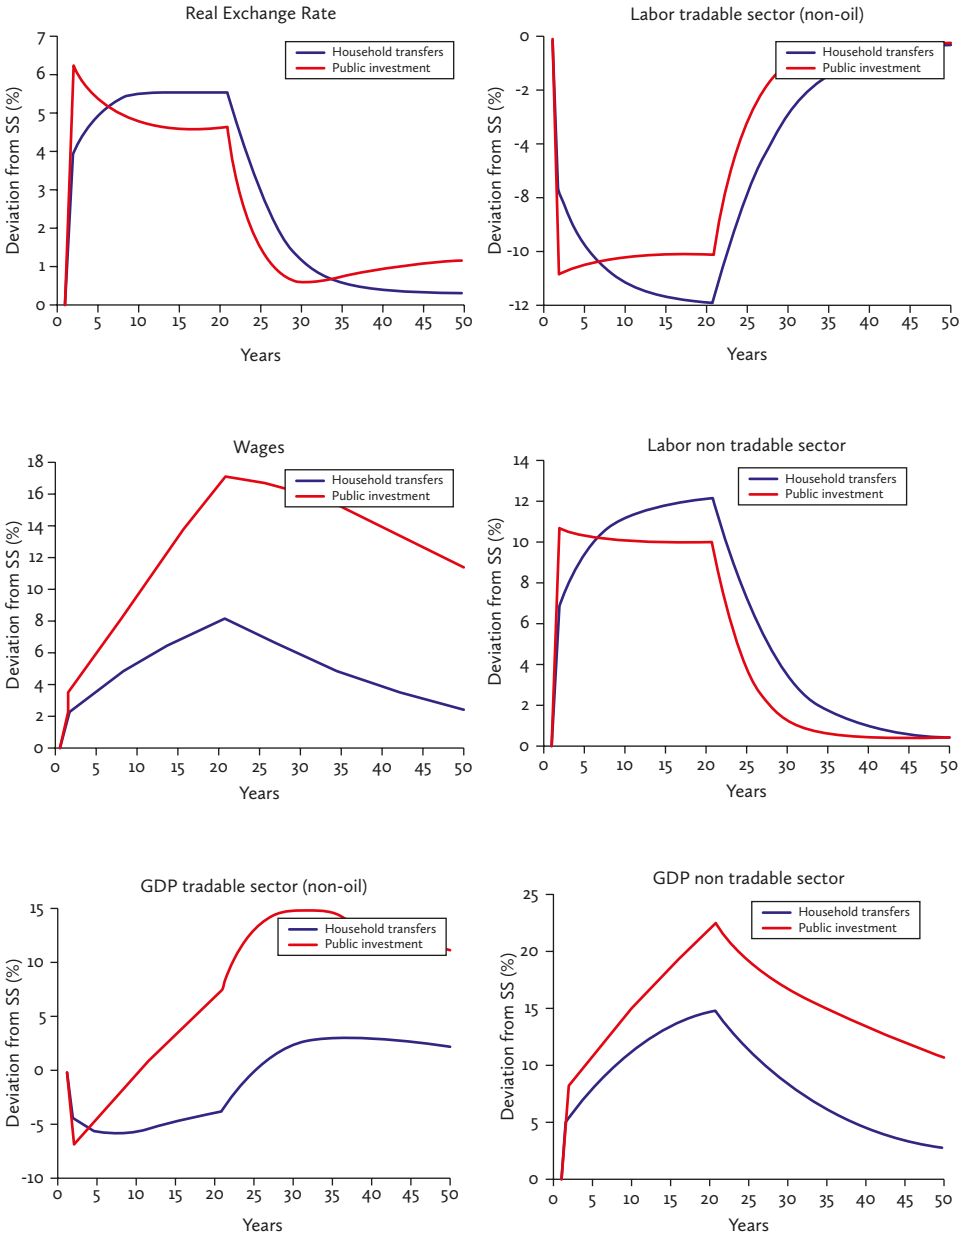 Real Exchange Rate
Deviation from SS (%)
7
6
5
4
3
2
1
0
Household transfers
Public investment
0 5 10 15 20 25 30 35 40 45 50
Years
Labor tradable sector (non-oil)
Deviation from SS (%)
0
-2
-4
-6
-8
-10
-12
Household transfers
Public investment
0 5 10 15 20 25 30 35 40 45 50
Years
Wages
Deviation from SS (%)
18
16
14
12
10
8
6
4
2
0
Household transfers
Public investment
0 5 10 15 20 25 30 35 40 45 50
Years
Labor non tradable sector
Deviation from SS (%)
14
12
10
8
6
4
2
0
Household transfers
Public investment
0 5 10 15 20 25 30 35 40 45 50
Years
GDP tradable sector (non-oil)
Deviation from SS (%)
15
10
5
0
-5
-10
Household transfers
Public investment
0 5 10 15 20 25 30 35 40 45 50
Years
GDP non tradable sector
Deviation from SS (%)
25
20
15
10
5
0
Household transfers
Public investment
0 5 10 15 20 25 30 35 40 45 50
Years